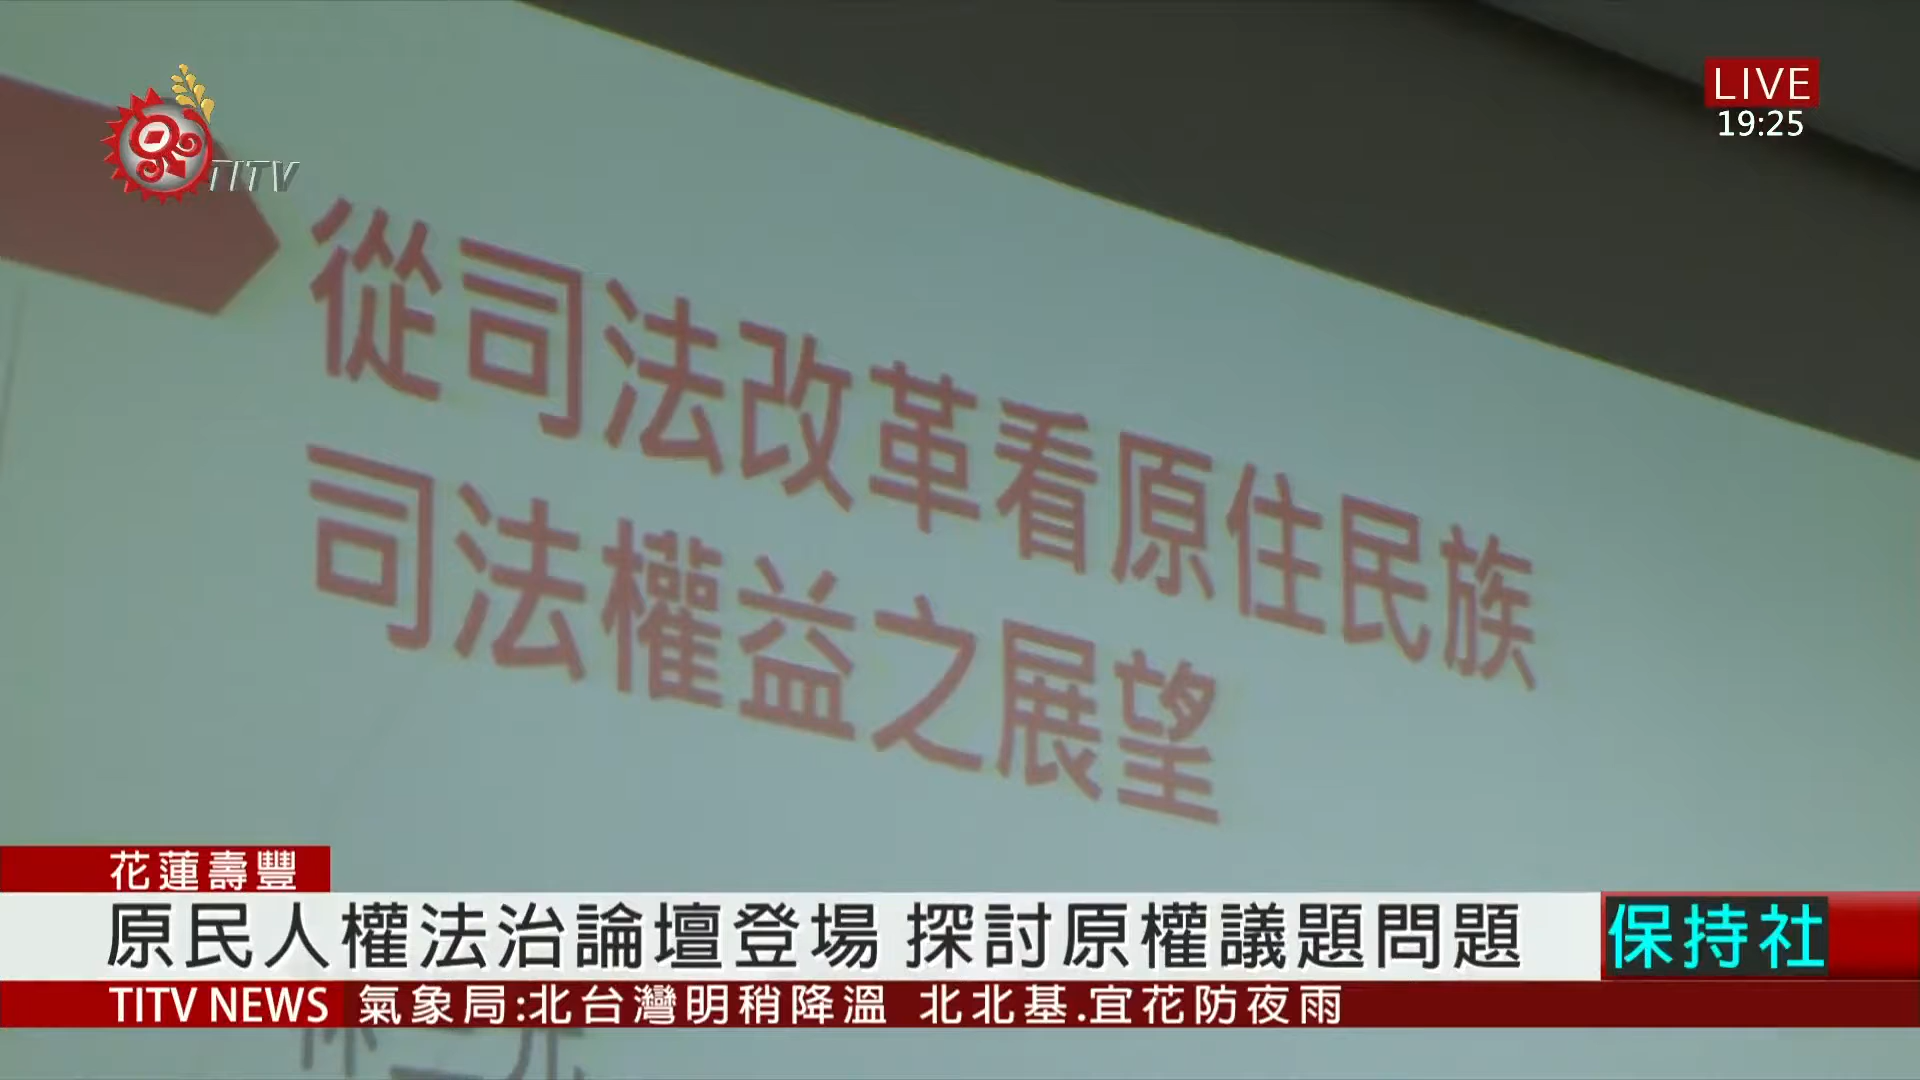 TITV
LIVE
19:25
從司法改革看原住民族
司法權益之展望
花蓮壽豐
原民人權法治論壇登場 探討原權議題問題
保持社
TITV NEWS
氣象局:北台灣明稍降溫 北北基.宜花防夜雨